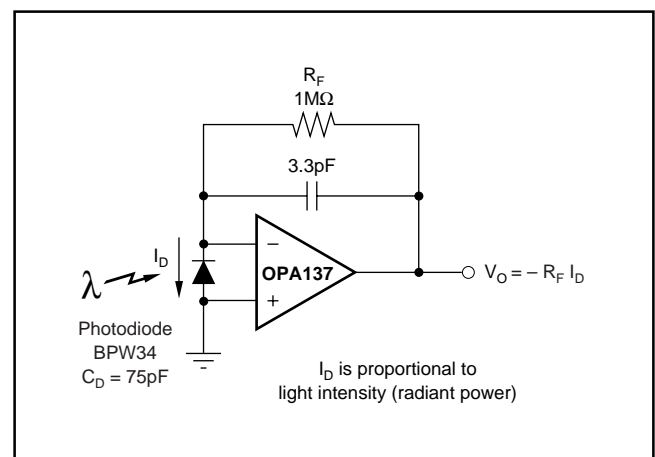 R_F
1MΩ
3.3pF
I_D
−
OPA137
+
V_O = – R_F I_D
λ
Photodiode
BPW34
C_D = 75pF
I_D is proportional to
light intensity (radiant power)